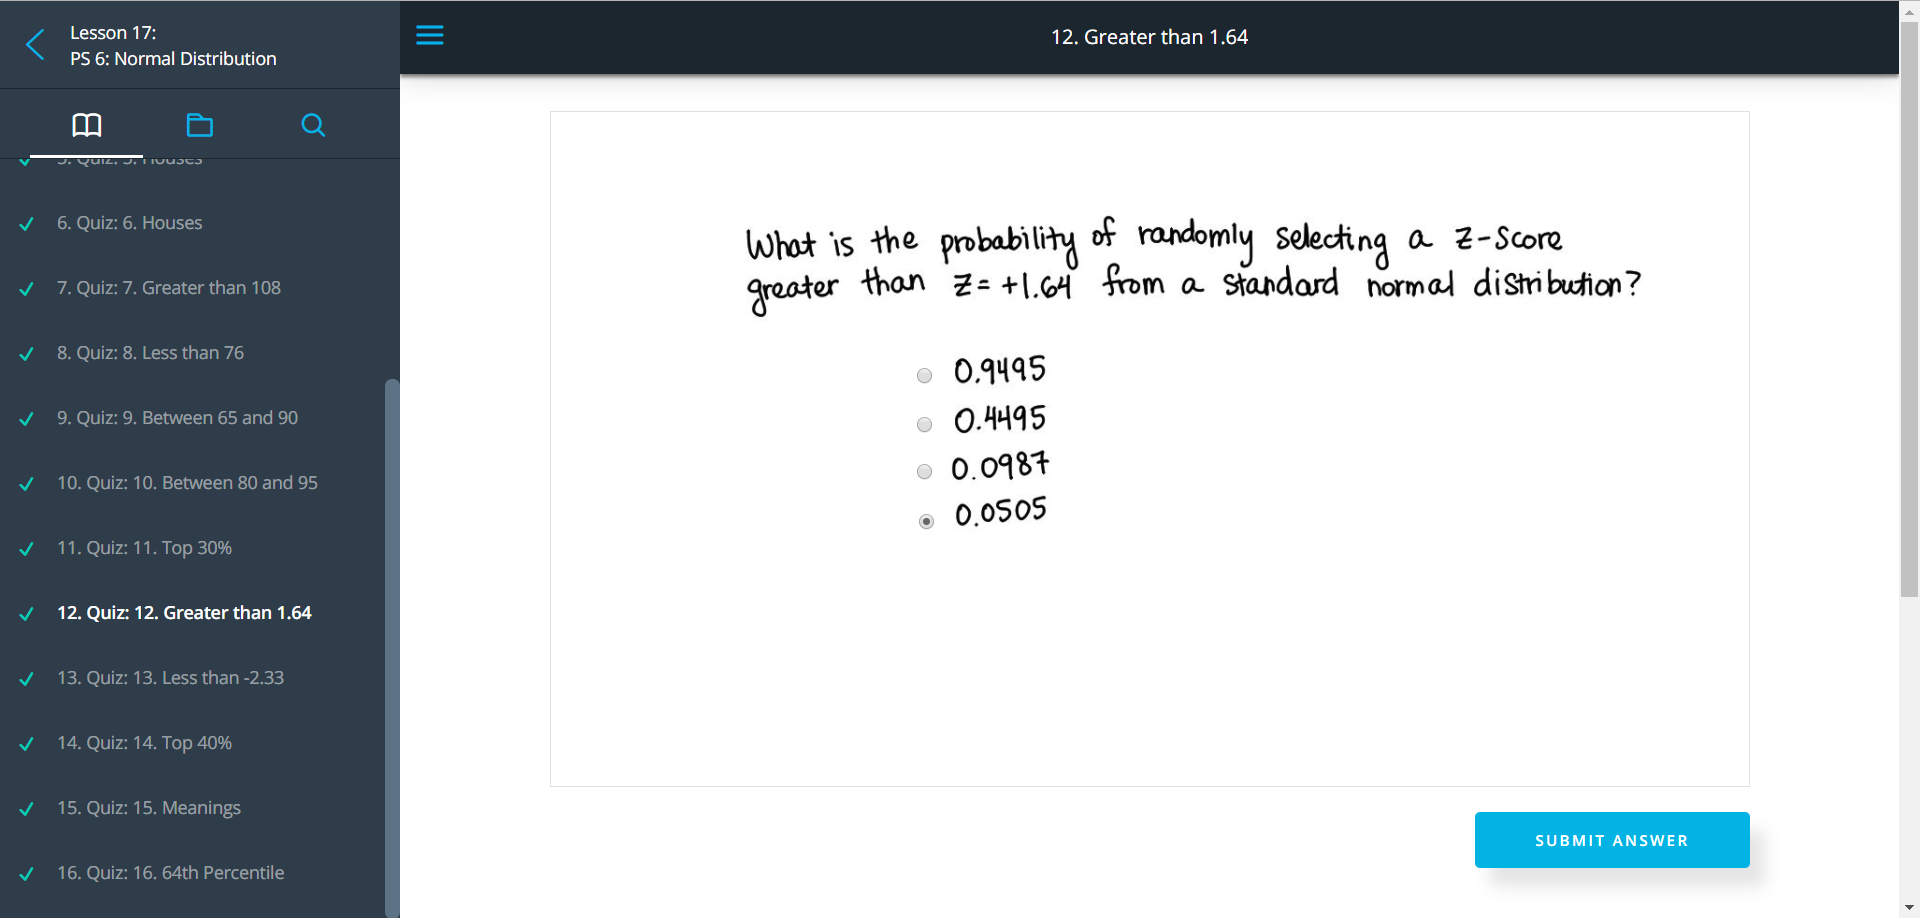 Lesson 17:
PS 6: Normal Distribution
5. Quiz: 5. Houses
6. Quiz: 6. Houses
7. Quiz: 7. Greater than 108
8. Quiz: 8. Less than 76
9. Quiz: 9. Between 65 and 90
10. Quiz: 10. Between 80 and 95
11. Quiz: 11. Top 30%
12. Quiz: 12. Greater than 1.64
13. Quiz: 13. Less than -2.33
14. Quiz: 14. Top 40%
15. Quiz: 15. Meanings
16. Quiz: 16. 64th Percentile
12. Greater than 1.64
What is the probability of randomly selecting a z-score
greater than z = +1.64 from a standard normal distribution?
0.9495
0.4495
0.0987
0.0505
SUBMIT ANSWER